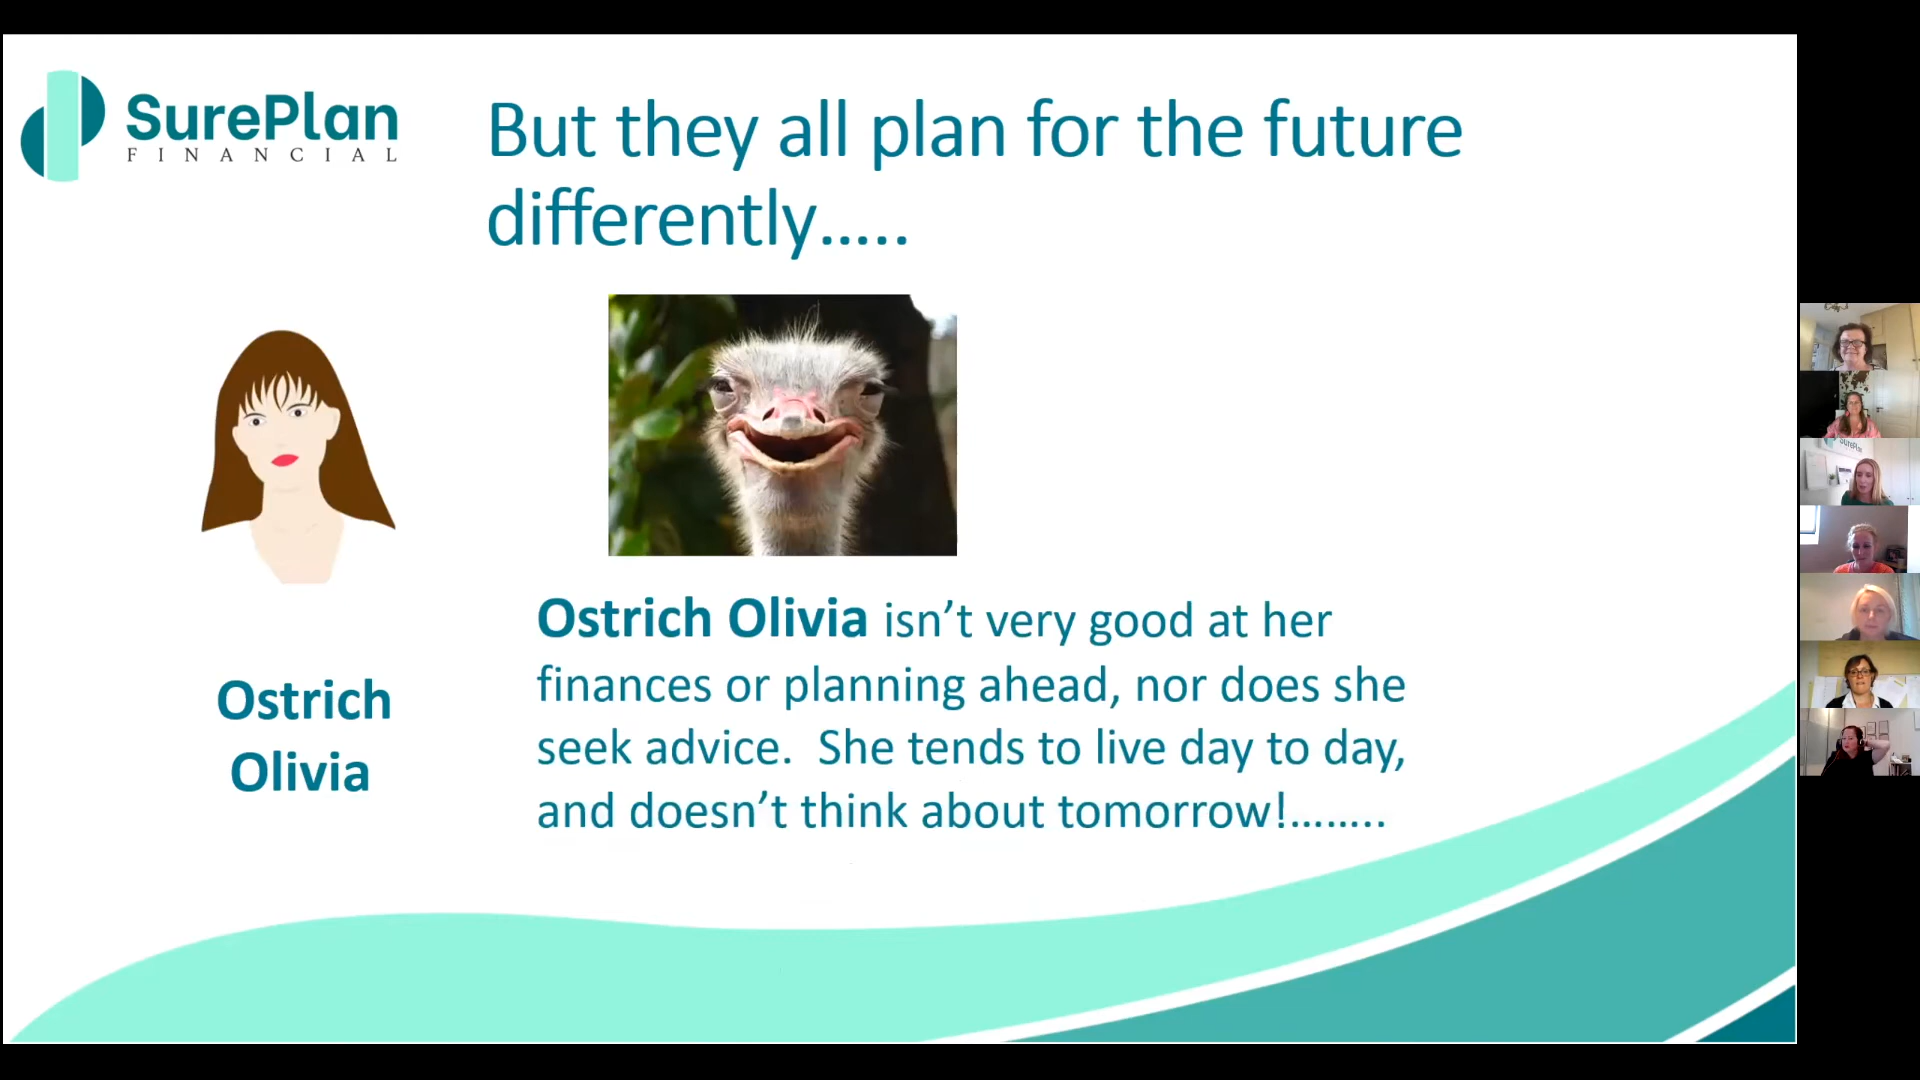 SurePlan
FINANCIAL
But they all plan for the future
differently.....
Ostrich
Olivia
Ostrich Olivia isn’t very good at her
finances or planning ahead, nor does she
seek advice.  She tends to live day to day,
and doesn’t think about tomorrow!........
SurePlan